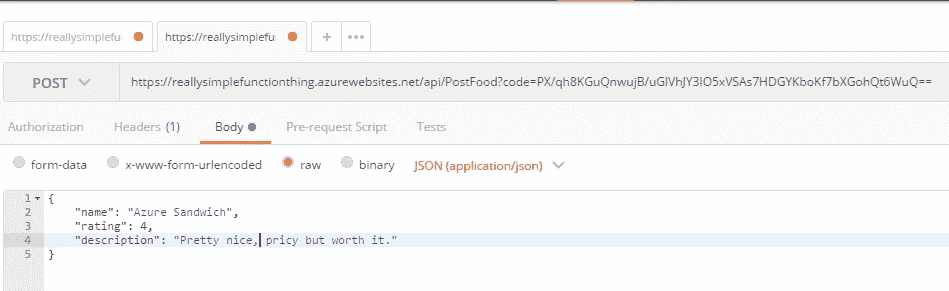 https://reallysimplefu https://reallysimplefu + •••
POST https://reallysimplefunctionthing.azurewebsites.net/api/PostFood?code=PX/qh8KGuQnwujB/uGlVhJY3IO5xVSAs7HDGYKboKf7bXGohQt6WuQ==
Authorization Headers (1) Body Pre-request Script Tests
form-data x-www-form-urlencoded raw binary JSON (application/json)
1 {
2 "name": "Azure Sandwich",
3 "rating": 4,
4 "description": "Pretty nice, pricy but worth it."
5 }